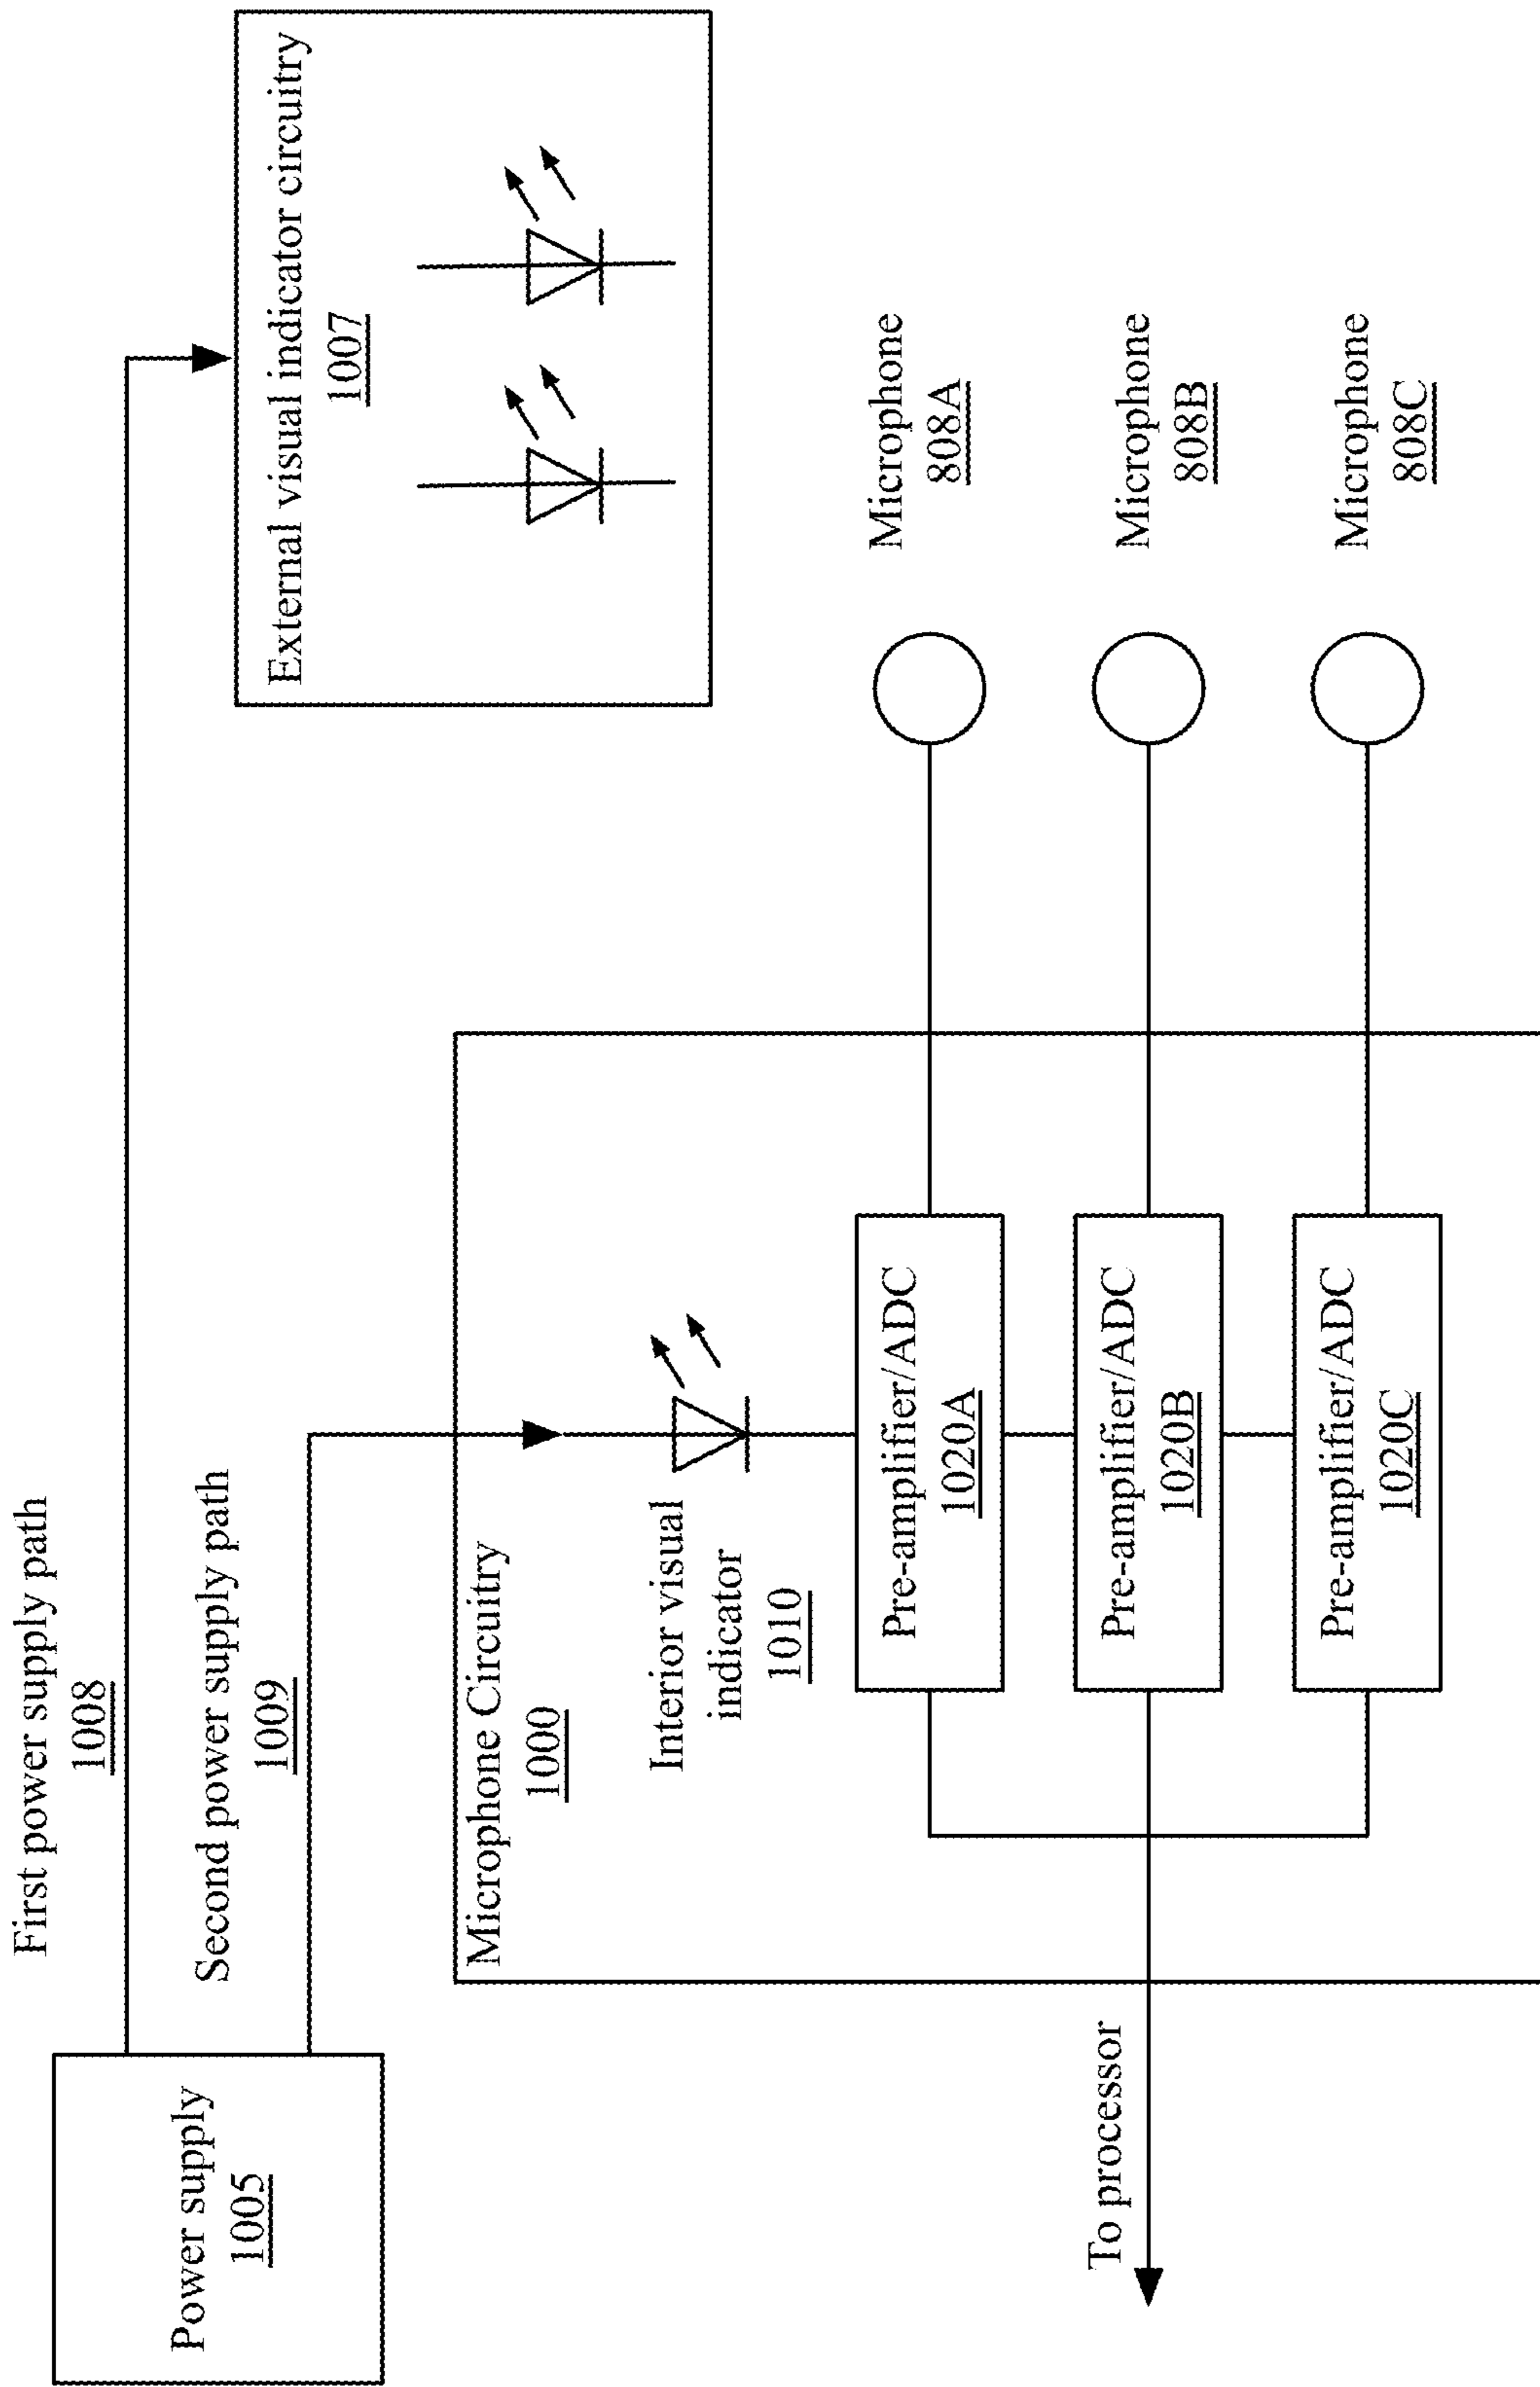 First power supply path
1008
Power supply
1005
Second power supply path
1009
External visual indicator circuitry
1007
Microphone Circuitry
1000
Interior visual
indicator
1010
Pre-amplifier/ADC
1020A
Microphone
808A
To processor
Pre-amplifier/ADC
1020B
Microphone
808B
Pre-amplifier/ADC
1020C
Microphone
808C